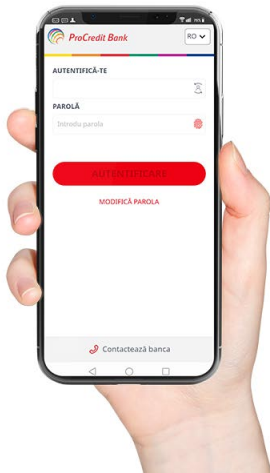 ProCredit Bank
RO
AUTENTIFICĂ-TE
PAROLĂ
Introdu parola
AUTENTIFICARE
MODIFICĂ PAROLA
Contactează banca